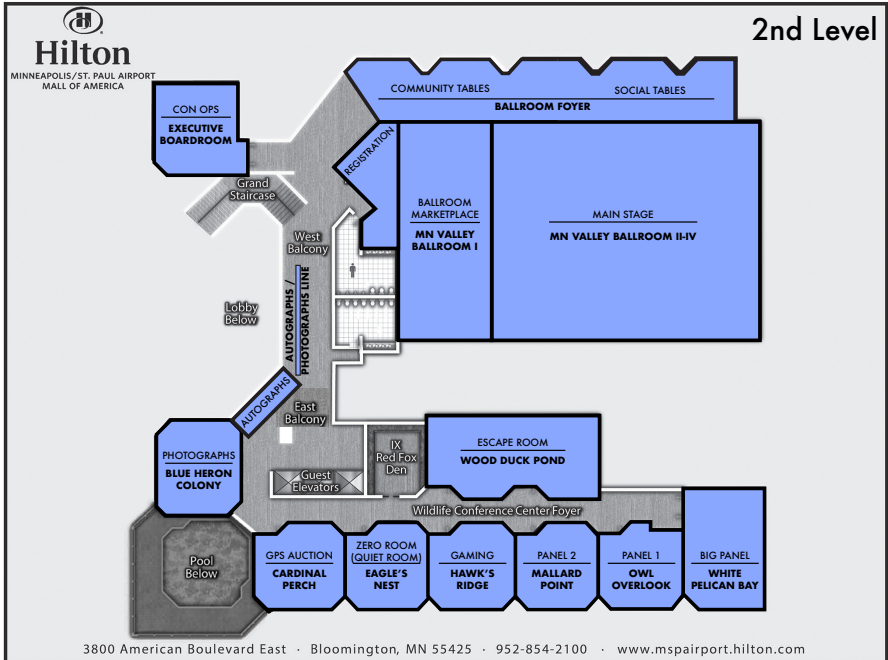 2nd Level
Hilton
MINNEAPOLIS/ST. PAUL AIRPORT
MALL OF AMERICA
CON OPS
EXECUTIVE
BOARDROOM
COMMUNITY TABLES
SOCIAL TABLES
BALLROOM FOYER
REGISTRATION
Grand
Staircase
BALLROOM
MARKETPLACE
MN VALLEY
BALLROOM I
MAIN STAGE
MN VALLEY BALLROOM II-IV
West
Balcony
Lobby
Below
AUTOGRAPHS /
PHOTOGRAPHS LINE
AUTOGRAPHS
East
Balcony
PHOTOGRAPHS
BLUE HERON
COLONY
IX
Red Fox
Den
ESCAPE ROOM
WOOD DUCK POND
Guest
Elevators
Wildlife Conference Center Foyer
Pool
Below
GPS AUCTION
CARDINAL
PERCH
ZERO ROOM
(QUIET ROOM)
EAGLE'S
NEST
GAMING
HAWK'S
RIDGE
PANEL 2
MALLARD
POINT
PANEL 1
OWL
OVERLOOK
BIG PANEL
WHITE
PELICAN BAY
3800 American Boulevard East · Bloomington, MN 55425 · 952-854-2100 · www.mspairport.hilton.com